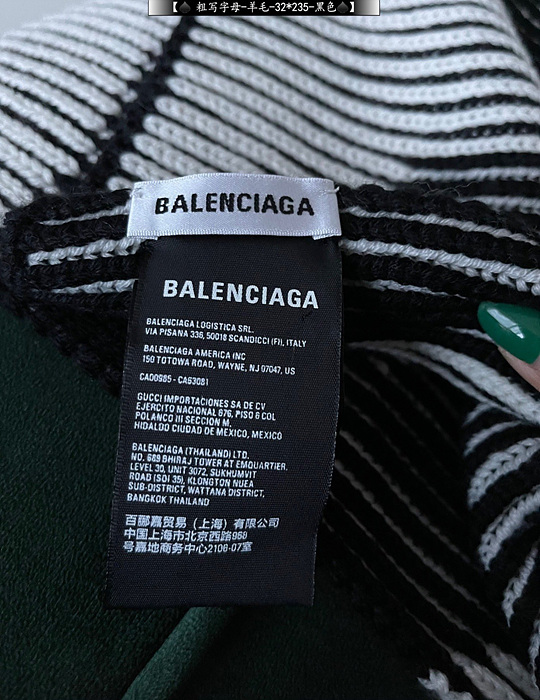 【♠粗写字母-羊毛-32*235-黑色♠】
BALENCIAGA
BALENCIAGA
BALENCIAGA LOGISTICA SRL.
VIA PISANA 336, 50018 SCANDICCI (FI), ITALY
BALENCIAGA AMERICA INC
150 TOTOWA ROAD, WAYNE, NJ 07047, US
CA00985 - CA63081
GUCCI IMPORTACIONES SA DE CV
EJERCITO NACIONAL 676, PISO 6 COL
POLANCO III SECCION M.
HIDALGO CIUDAD DE MEXICO, MEXICO
BALENCIAGA (THAILAND) LTD.
NO. 689 BHIRAJ TOWER AT EMQUARTIER,
LEVEL 30, UNIT 3072, SUKHUMVIT
ROAD (SOI 35), KLONGTON NUEA
SUB-DISTRICT, WATTANA DISTRICT,
BANGKOK THAILAND
百郦嘉贸易（上海）有限公司
中国上海市北京西路968
号嘉地商务中心2106-07室